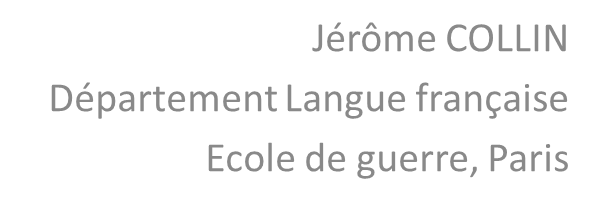 Jérôme COLLIN
Département Langue française
Ecole de guerre, Paris